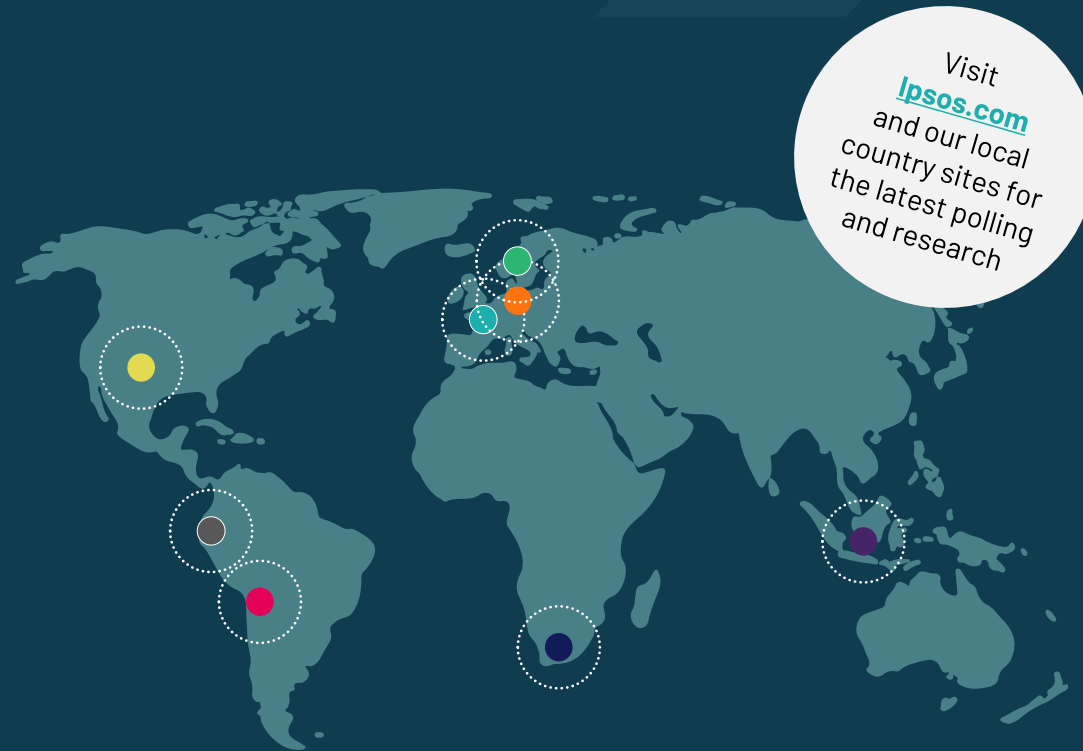 Visit
Ipsos.com
and our local
country sites for
the latest polling
and research